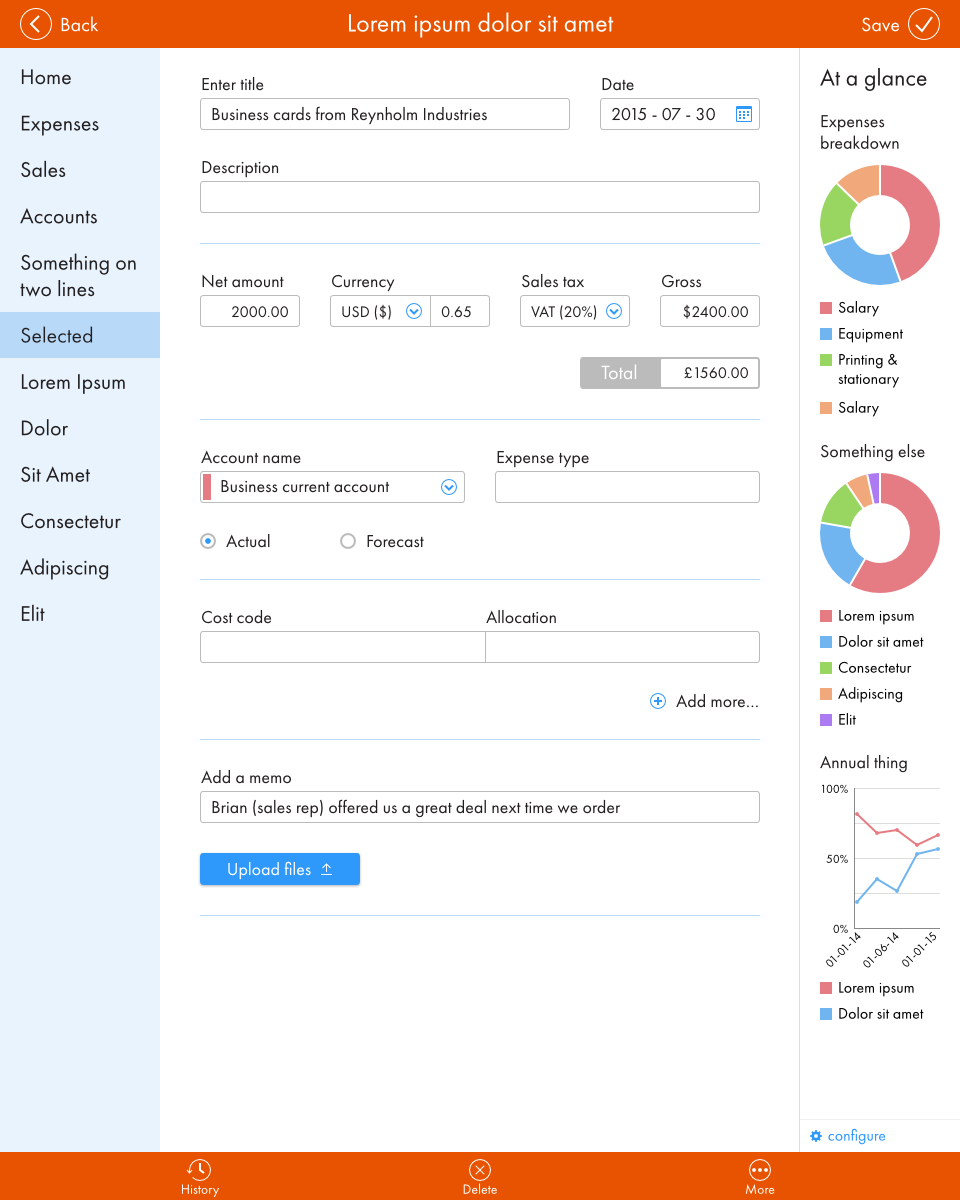 Back
Lorem ipsum dolor sit amet
Save
Home
Expenses
Sales
Accounts
Something on
two lines
Selected
Lorem Ipsum
Dolor
Sit Amet
Consectetur
Adipiscing
Elit
Enter title
Date
Business cards from Reynholm Industries
2015 - 07 - 30
Description
Net amount
Currency
Sales tax
Gross
2000.00
USD ($)
0.65
VAT (20%)
$2400.00
Total
£1560.00
Account name
Expense type
Business current account
Actual
Forecast
Cost code
Allocation
Add more...
Add a memo
Brian (sales rep) offered us a great deal next time we order
Upload files
At a glance
Expenses
breakdown
Salary
Equipment
Printing &
stationary
Salary
Something else
Lorem ipsum
Dolor sit amet
Consectetur
Adipiscing
Elit
Annual thing
100%
50%
0%
01-01-14
01-06-14
01-01-15
Lorem ipsum
Dolor sit amet
configure
History
Delete
More